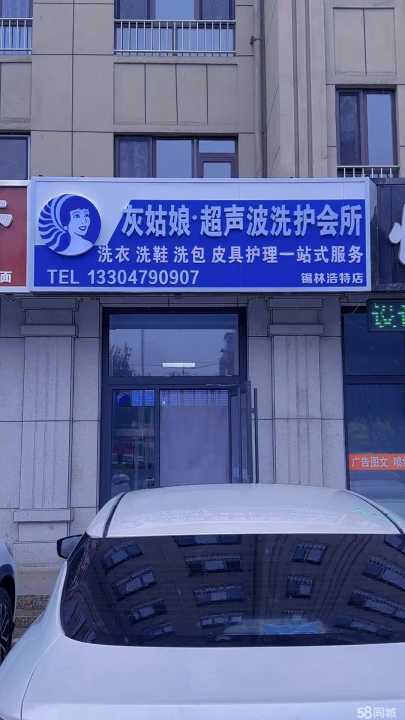 灰姑娘·超声波洗护会所
洗衣 洗鞋 洗包 皮具护理一站式服务
TEL 13304790907
锡林浩特店
面
广告图文
58同城